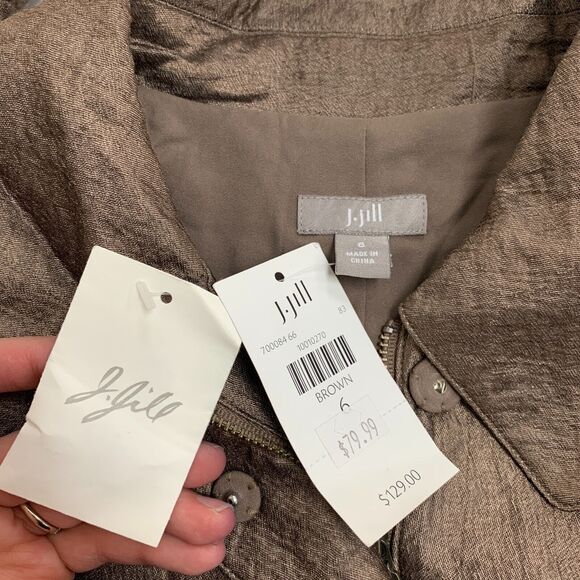 J.Jill
6
MADE IN
CHINA
J.Jill
J.Jill
83
700084 66
10010270
BROWN
6
$79.99
$129.00